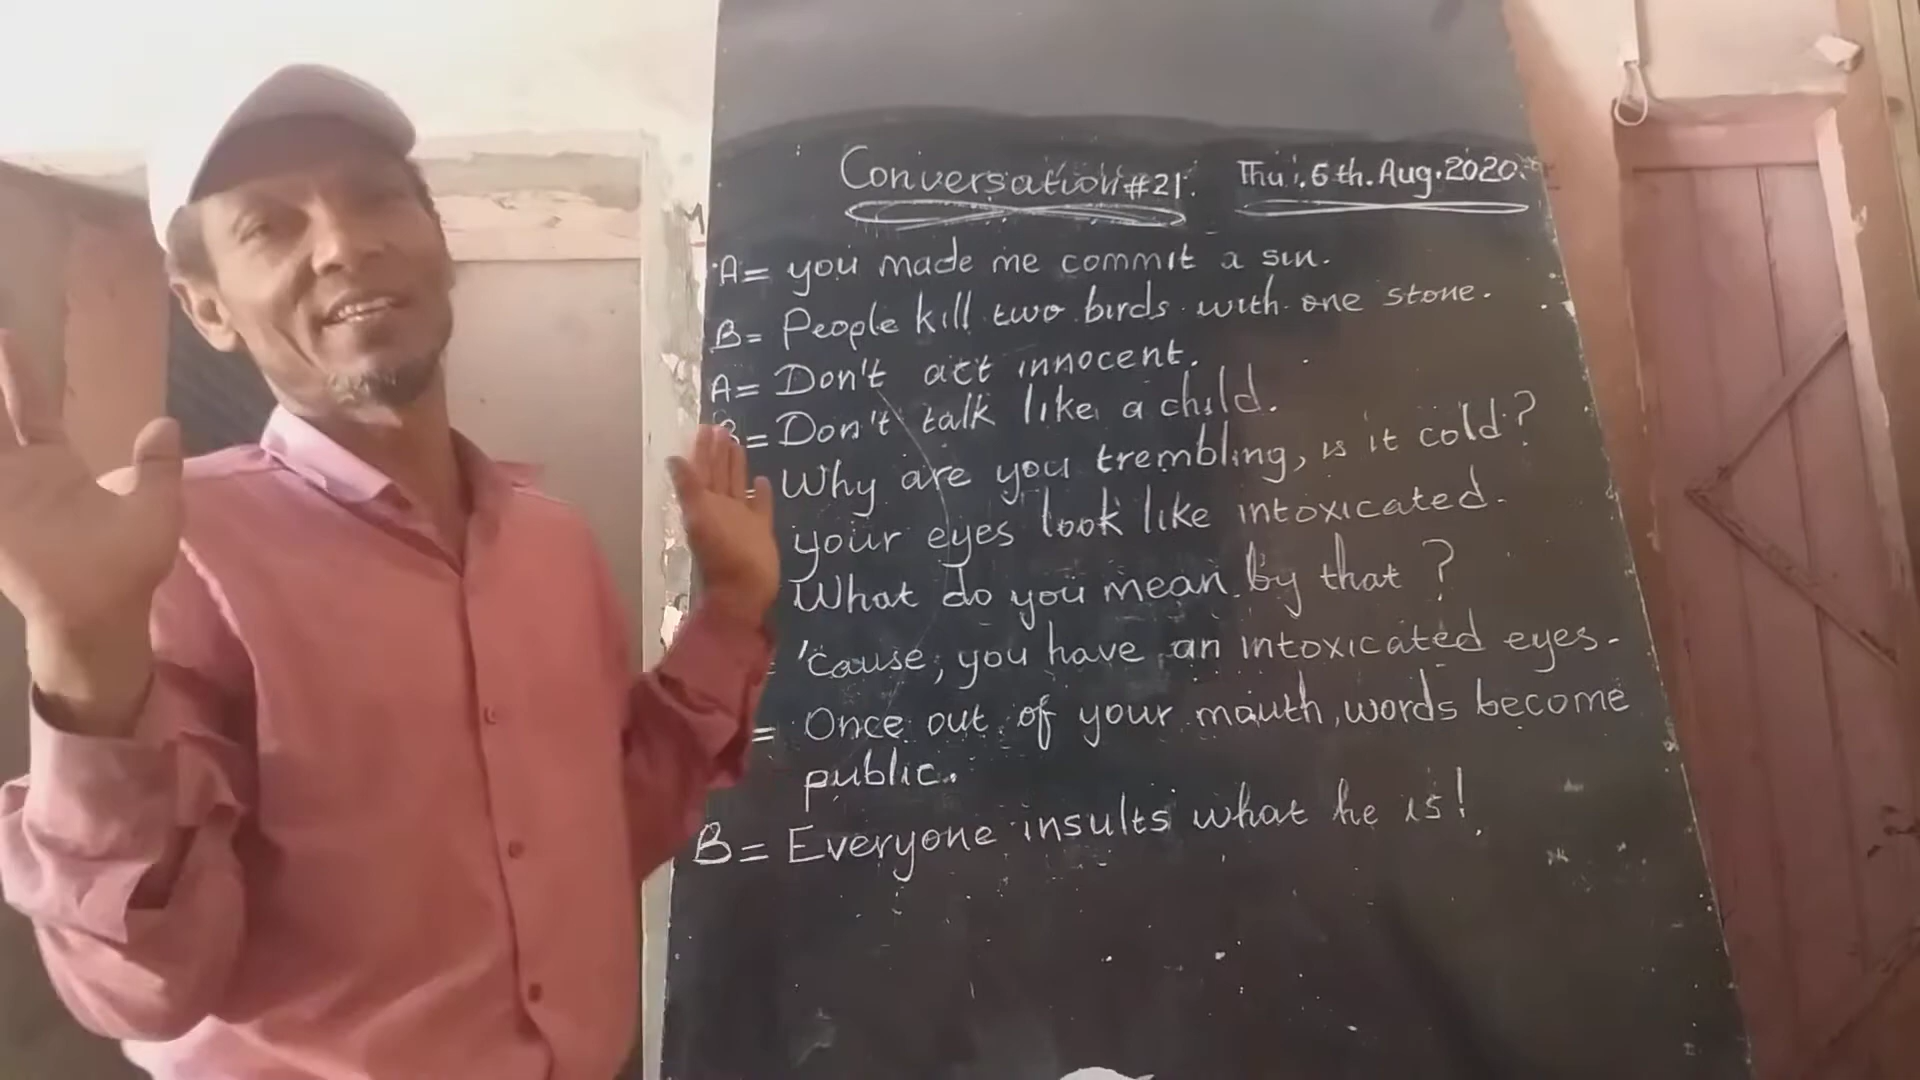 Conversation #21. Thu. 6th. Aug. 2020.
A= you made me commit a sin.
B= People kill two birds with one stone.
A= Don't act innocent.
B= Don't talk like a child.
= Why are you trembling, is it cold?
your eyes look like intoxicated.
What do you mean by that?
= 'cause, you have an intoxicated eyes.
= Once out of your mouth, words become
public.
B= Everyone insults what he is!